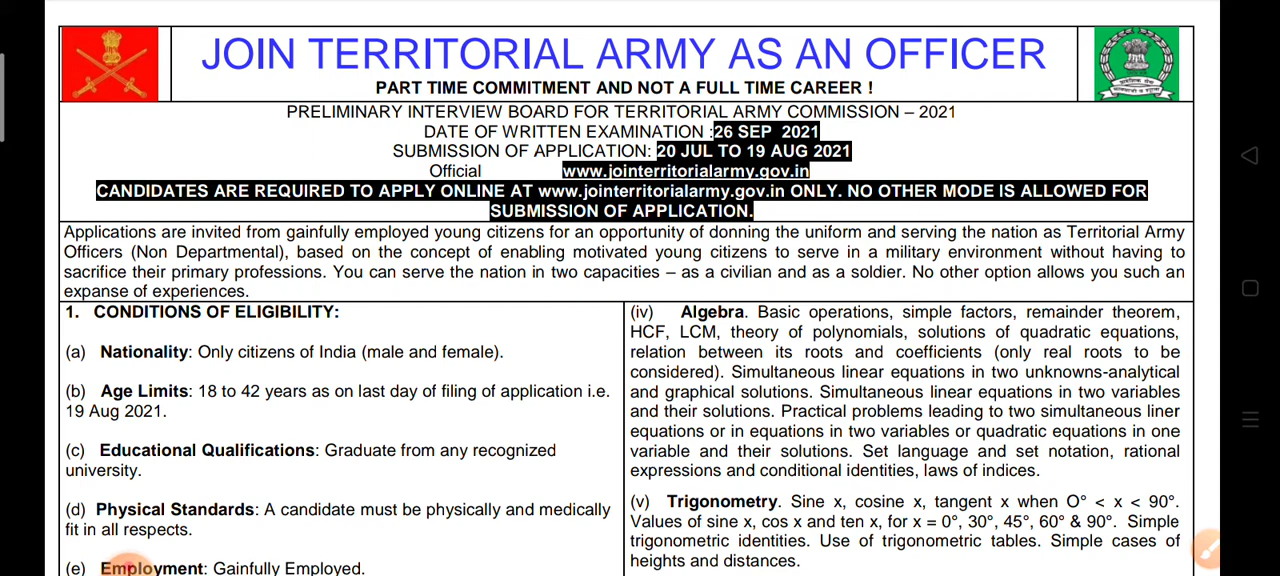 JOIN TERRITORIAL ARMY AS AN OFFICER
PART TIME COMMITMENT AND NOT A FULL TIME CAREER !
PRELIMINARY INTERVIEW BOARD FOR TERRITORIAL ARMY COMMISSION – 2021
DATE OF WRITTEN EXAMINATION :26 SEP 2021
SUBMISSION OF APPLICATION: 20 JUL TO 19 AUG 2021
Official www.jointerritorialarmy.gov.in
CANDIDATES ARE REQUIRED TO APPLY ONLINE AT www.jointerritorialarmy.gov.in ONLY. NO OTHER MODE IS ALLOWED FOR
SUBMISSION OF APPLICATION.
Applications are invited from gainfully employed young citizens for an opportunity of donning the uniform and serving the nation as Territorial Army
Officers (Non Departmental), based on the concept of enabling motivated young citizens to serve in a military environment without having to
sacrifice their primary professions. You can serve the nation in two capacities – as a civilian and as a soldier. No other option allows you such an
expanse of experiences.
1. CONDITIONS OF ELIGIBILITY:
(a) Nationality: Only citizens of India (male and female).
(b) Age Limits: 18 to 42 years as on last day of filing of application i.e.
19 Aug 2021.
(c) Educational Qualifications: Graduate from any recognized
university.
(d) Physical Standards: A candidate must be physically and medically
fit in all respects.
(e) Employment: Gainfully Employed.
(iv) Algebra. Basic operations, simple factors, remainder theorem,
HCF, LCM, theory of polynomials, solutions of quadratic equations,
relation between its roots and coefficients (only real roots to be
considered). Simultaneous linear equations in two unknowns-analytical
and graphical solutions. Simultaneous linear equations in two variables
and their solutions. Practical problems leading to two simultaneous liner
equations or in equations in two variables or quadratic equations in one
variable and their solutions. Set language and set notation, rational
expressions and conditional identities, laws of indices.
(v) Trigonometry. Sine x, cosine x, tangent x when O° < x < 90°.
Values of sine x, cos x and ten x, for x = 0°, 30°, 45°, 60° & 90°. Simple
trigonometric identities. Use of trigonometric tables. Simple cases of
heights and distances.